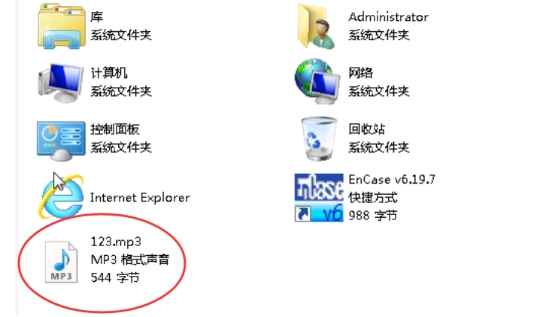 库
系统文件夹
Administrator
系统文件夹
计算机
系统文件夹
网络
系统文件夹
控制面板
系统文件夹
回收站
系统文件夹
Internet Explorer
EnCase
v6
EnCase v6.19.7
快捷方式
988 字节
MP3
123.mp3
MP3 格式声音
544 字节